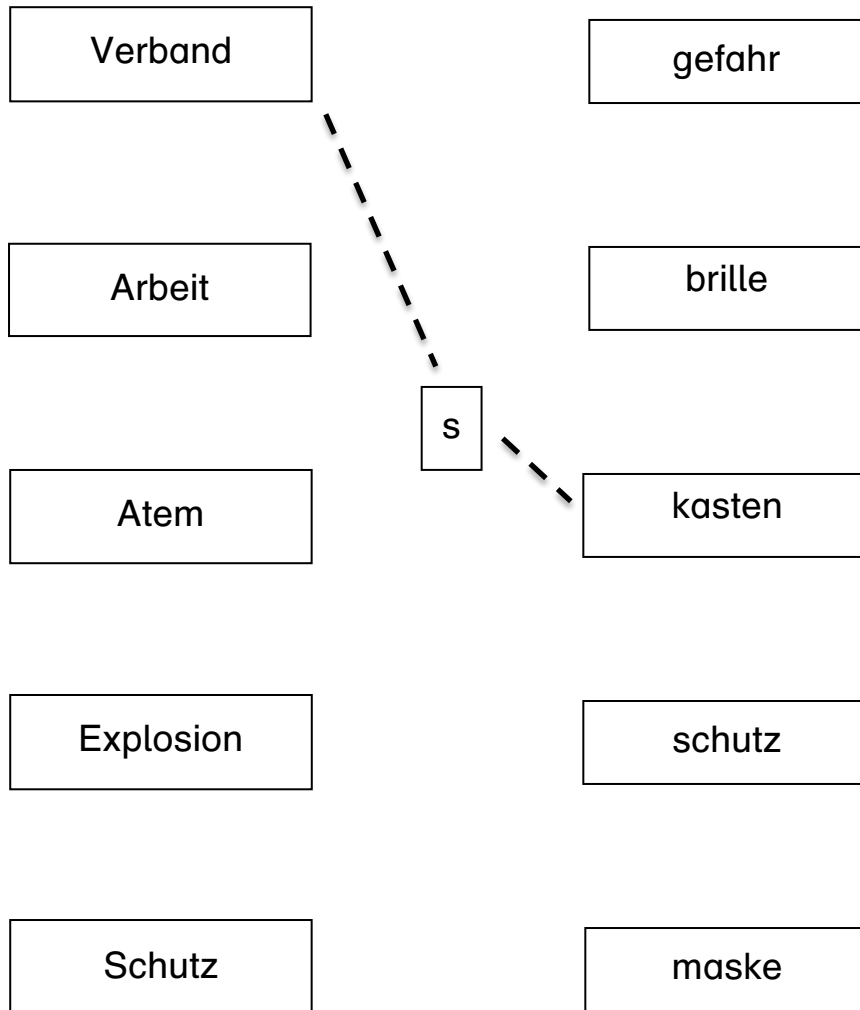 Verband
gefahr
Arbeit
brille
s
Atem
kasten
Explosion
schutz
Schutz
maske